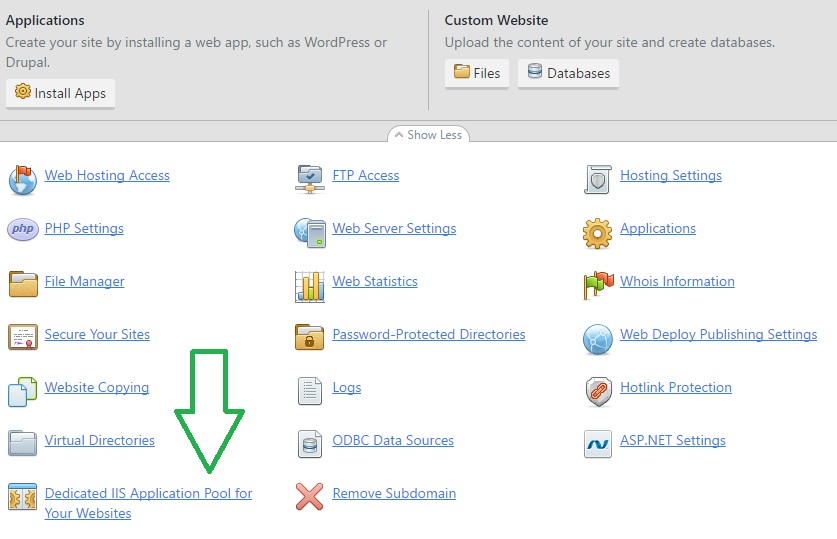 Applications
Create your site by installing a web app, such as WordPress or
Drupal.
Install Apps
Custom Website
Upload the content of your site and create databases.
Files
Databases
Show Less
Web Hosting Access
FTP Access
Hosting Settings
php
PHP Settings
Web Server Settings
Applications
File Manager
Web Statistics
Whois Information
Secure Your Sites
Password-Protected Directories
Web Deploy Publishing Settings
Website Copying
Logs
Hotlink Protection
Virtual Directories
ODBC Data Sources
ASP.NET Settings
Dedicated IIS Application Pool for
Your Websites
Remove Subdomain